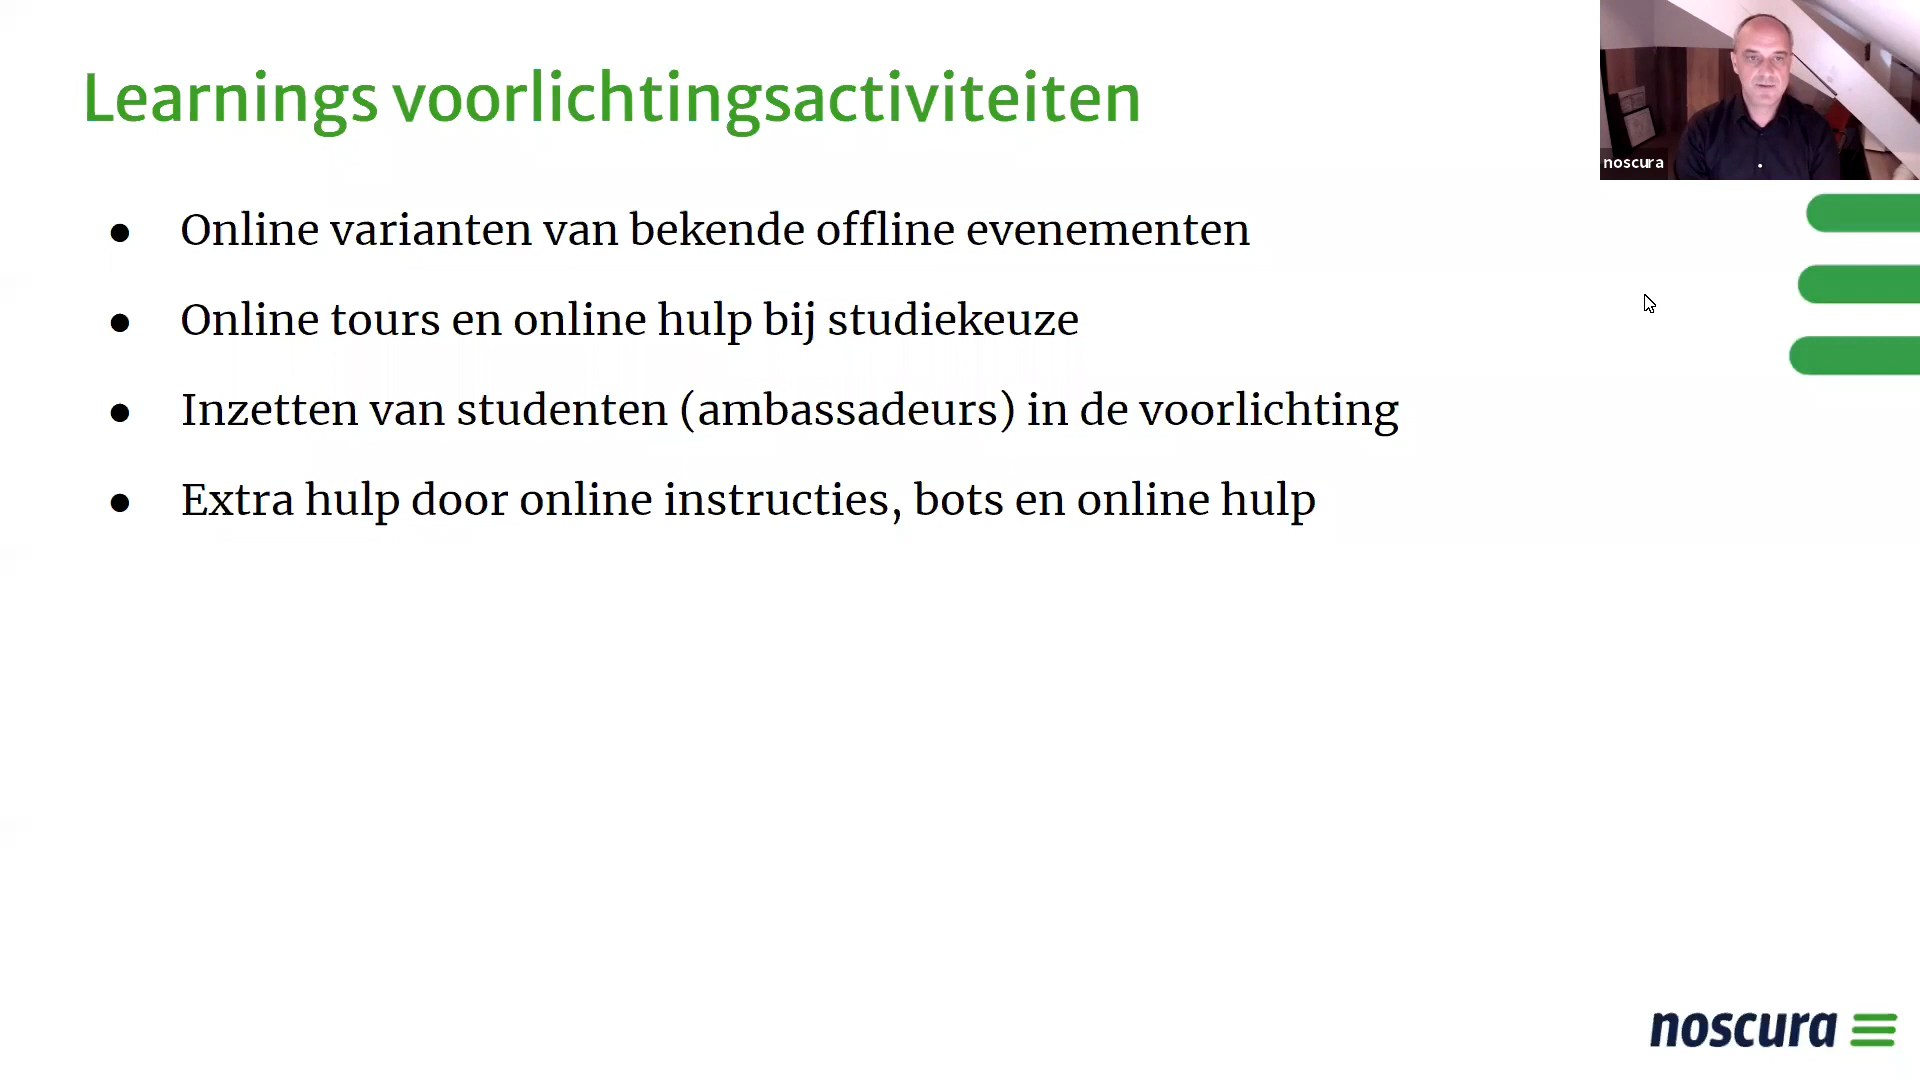 Learnings voorlichtingsactiviteiten
noscura
● Online varianten van bekende offline evenementen
● Online tours en online hulp bij studiekeuze
● Inzetten van studenten (ambassadeurs) in de voorlichting
● Extra hulp door online instructies, bots en online hulp
noscura